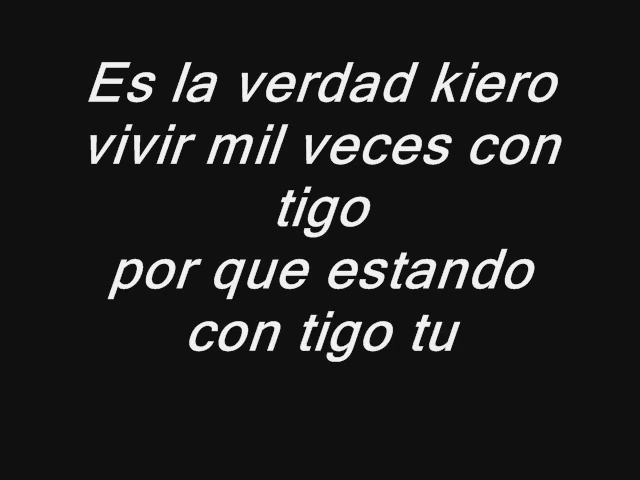 Es la verdad kiero
vivir mil veces con
tigo
por que estando
con tigo tu